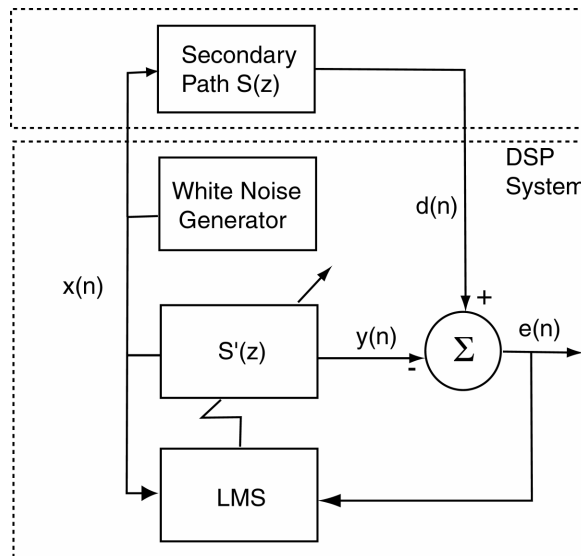 Secondary
Path S(z)
DSP
System
White Noise
Generator
d(n)
x(n)
+
S'(z)
y(n)
-
Σ
e(n)
LMS